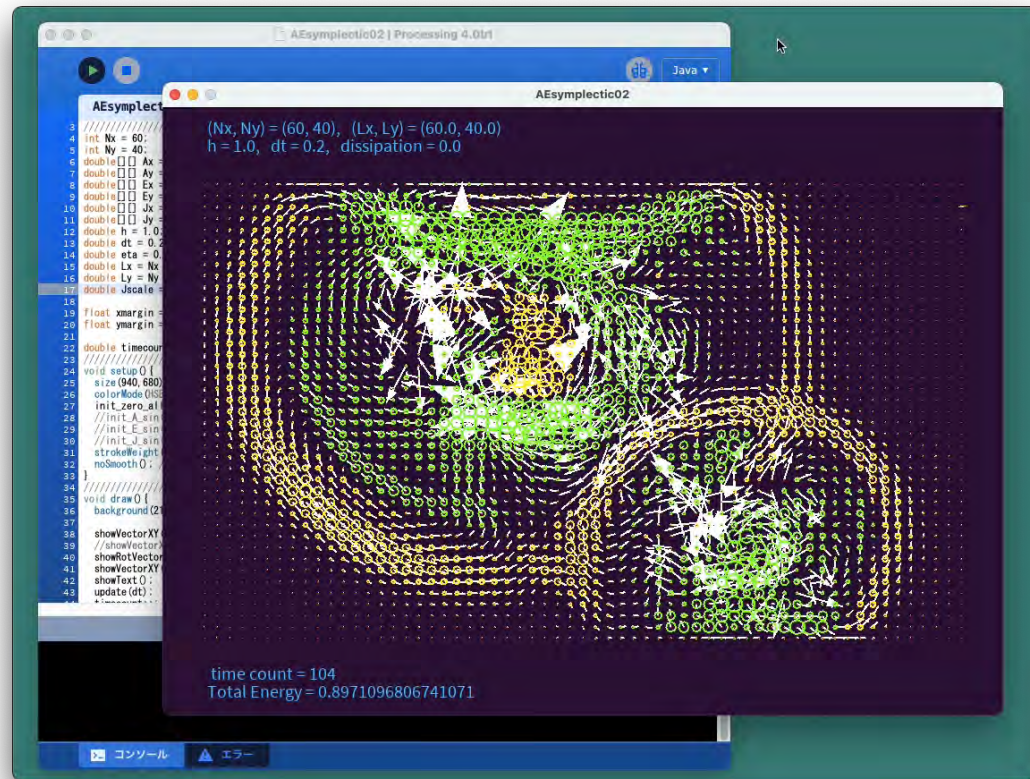 AEsymplectic02 | Processing 4.0b1
Java ▾
AEsymplect
3 ///////////////
4 int Nx = 60;
5 int Ny = 40;
6 double[][] Ax =
7 double[][] Ay =
8 double[][] Ex =
9 double[][] Ey =
10 double[][] Jx =
11 double[][] Jy =
12 double h = 1.0;
13 double dt = 0.2
14 double eta = 0.
15 double Lx = Nx
16 double Ly = Ny
17 double Jscale =
18
19 float xmargin =
20 float ymargin =
21
22 double timecoun
23 ///////////////
24 void setup(){
25 size(940,680)
26 colorMode(HSB
27 init_zero_al
28 //init_A_sin
29 //init_E_sin
30 //init_J_sin
31 strokeWeight(
32 noSmooth(); /
33 }
34 ///////////////
35 void draw(){
36 background(21
37
38 showVectorXY(
39 //showVectorX
40 showRotVector
41 showVectorXY(
42 showText();
43 update(dt);
AEsymplectic02
(Nx, Ny) = (60, 40), (Lx, Ly) = (60.0, 40.0)
h = 1.0, dt = 0.2, dissipation = 0.0
time count = 104
Total Energy = 0.8971096806741071
コンソール
エラー